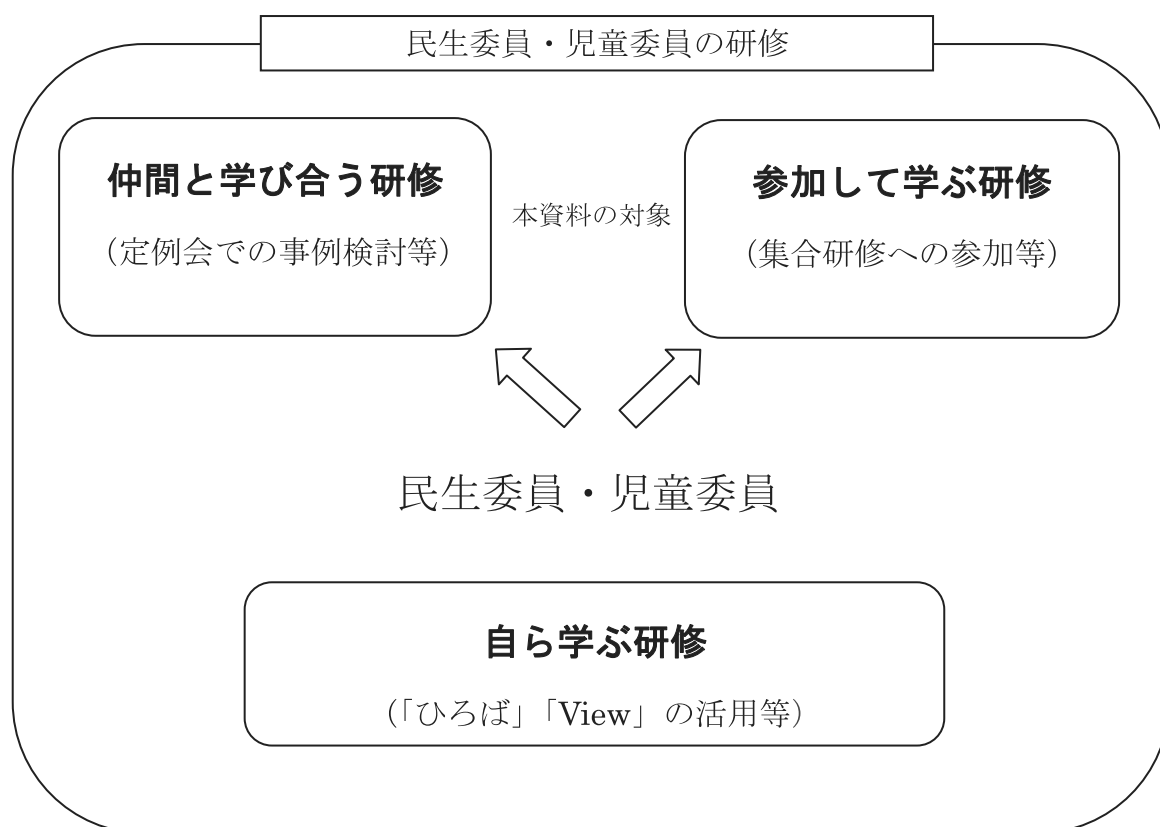 民生委員・児童委員の研修
仲間と学び合う研修
（定例会での事例検討等）
本資料の対象
参加して学ぶ研修
（集合研修への参加等）
民生委員・児童委員
自ら学ぶ研修
（「ひろば」「View」の活用等）